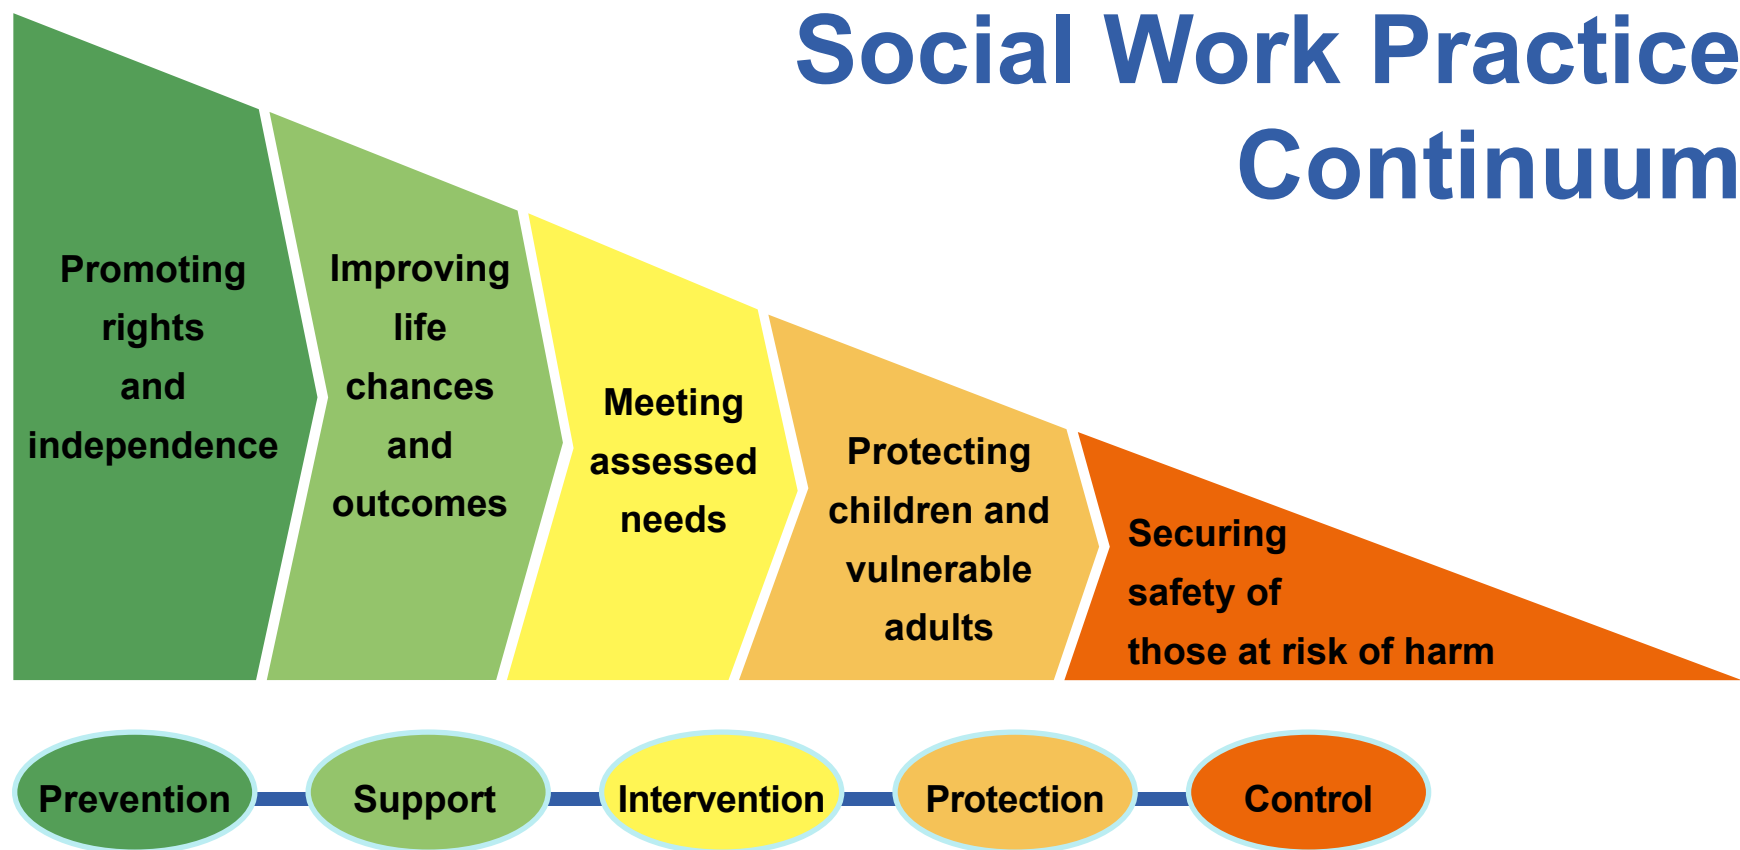 Social Work Practice
Continuum
Promoting
rights
and
independence
Improving
life
chances
and
outcomes
Meeting
assessed
needs
Protecting
children and
vulnerable
adults
Securing
safety of
those at risk of harm
Prevention
Support
Intervention
Protection
Control